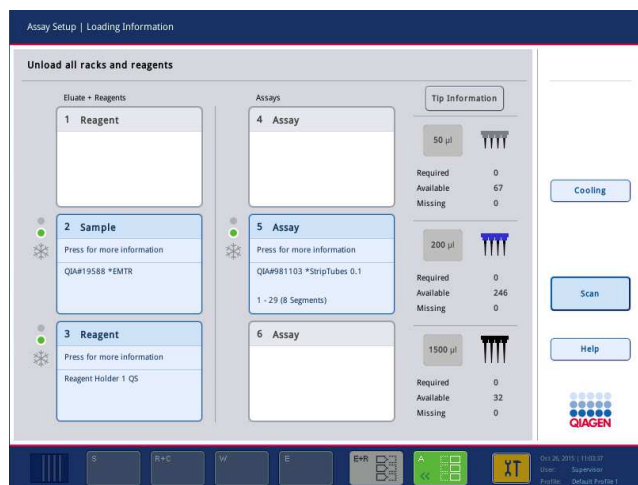 Assay Setup | Loading Information
Unload all racks and reagents
Eluate + Reagents
Assays
Tip Information
1 Reagent
4 Assay
50 µl
Required 0
Available 67
Missing 0
Cooling
2 Sample
Press for more information
QIA#19588 *EMTR
5 Assay
Press for more information
QIA#981103 *StripTubes 0.1
1 - 29 (8 Segments)
200 µl
Required 0
Available 246
Missing 0
Scan
3 Reagent
Press for more information
Reagent Holder 1 QS
6 Assay
1500 µl
Required 0
Available 32
Missing 0
Help
QIAGEN
S
R+C
W
E
E+R
A
Oct 26, 2015 | 11:03:37
User: Supervisor
Profile: Default Profile 1